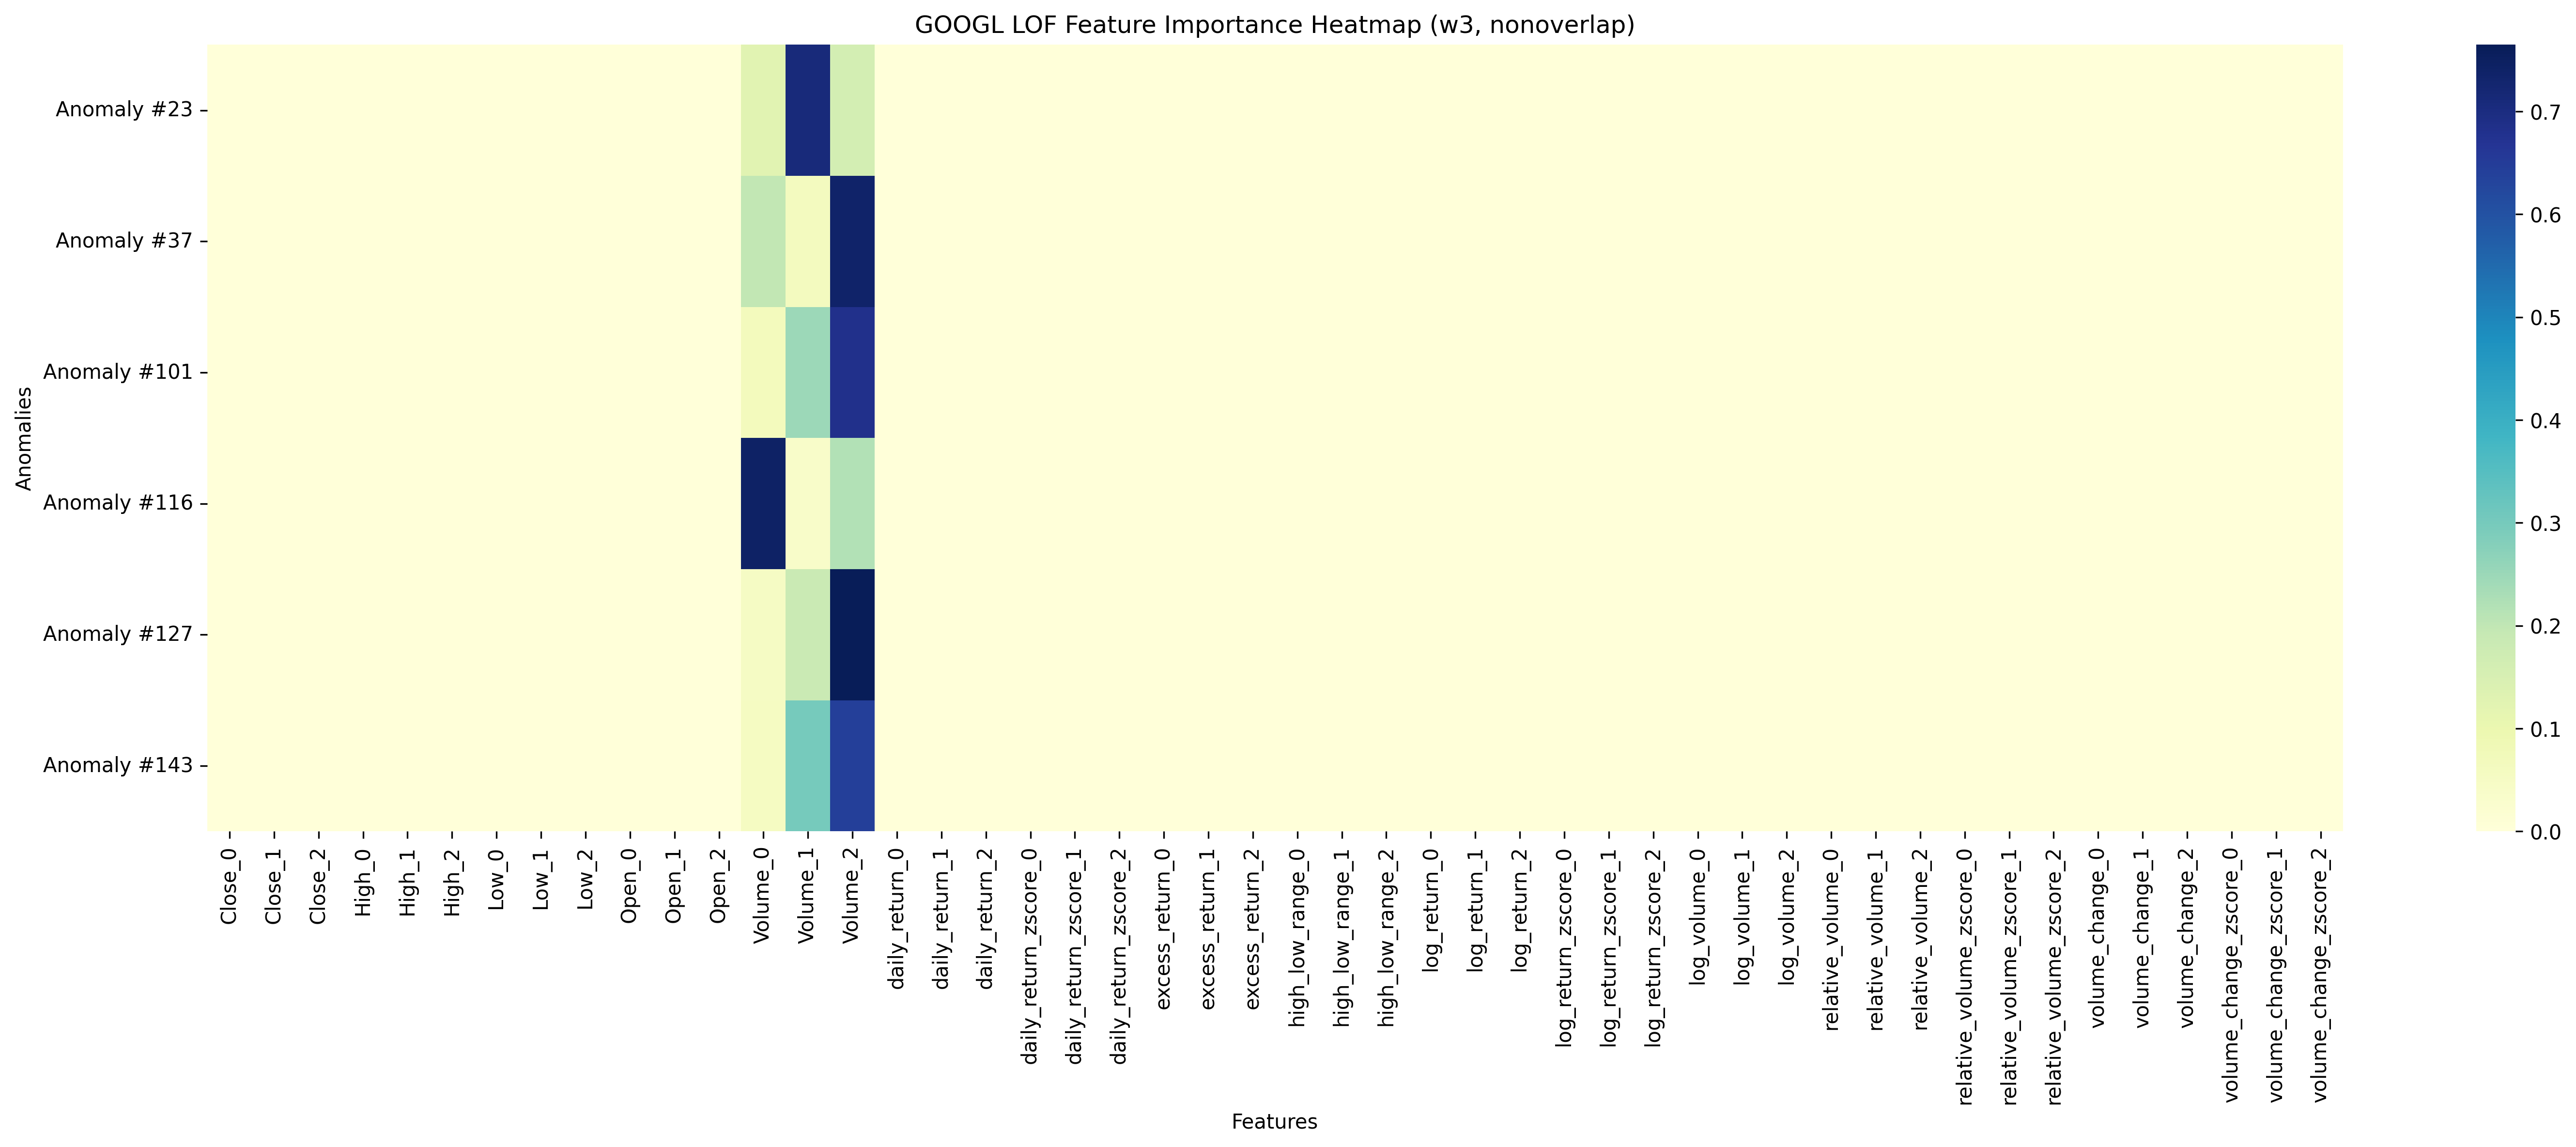 GOOGL LOF Feature Importance Heatmap (w3, nonoverlap)
Anomalies
Anomaly #23
Anomaly #37
Anomaly #101
Anomaly #116
Anomaly #127
Anomaly #143
0.7
0.6
0.5
0.4
0.3
0.2
0.1
0.0
Close_0
Close_1
Close_2
High_0
High_1
High_2
Low_0
Low_1
Low_2
Open_0
Open_1
Open_2
Volume_0
Volume_1
Volume_2
daily_return_0
daily_return_1
daily_return_2
daily_return_zscore_0
daily_return_zscore_1
daily_return_zscore_2
excess_return_0
excess_return_1
excess_return_2
high_low_range_0
high_low_range_1
high_low_range_2
log_return_0
log_return_1
log_return_2
log_return_zscore_0
log_return_zscore_1
log_return_zscore_2
log_volume_0
log_volume_1
log_volume_2
relative_volume_0
relative_volume_1
relative_volume_2
relative_volume_zscore_0
relative_volume_zscore_1
relative_volume_zscore_2
volume_change_0
volume_change_1
volume_change_2
volume_change_zscore_0
volume_change_zscore_1
volume_change_zscore_2
Features